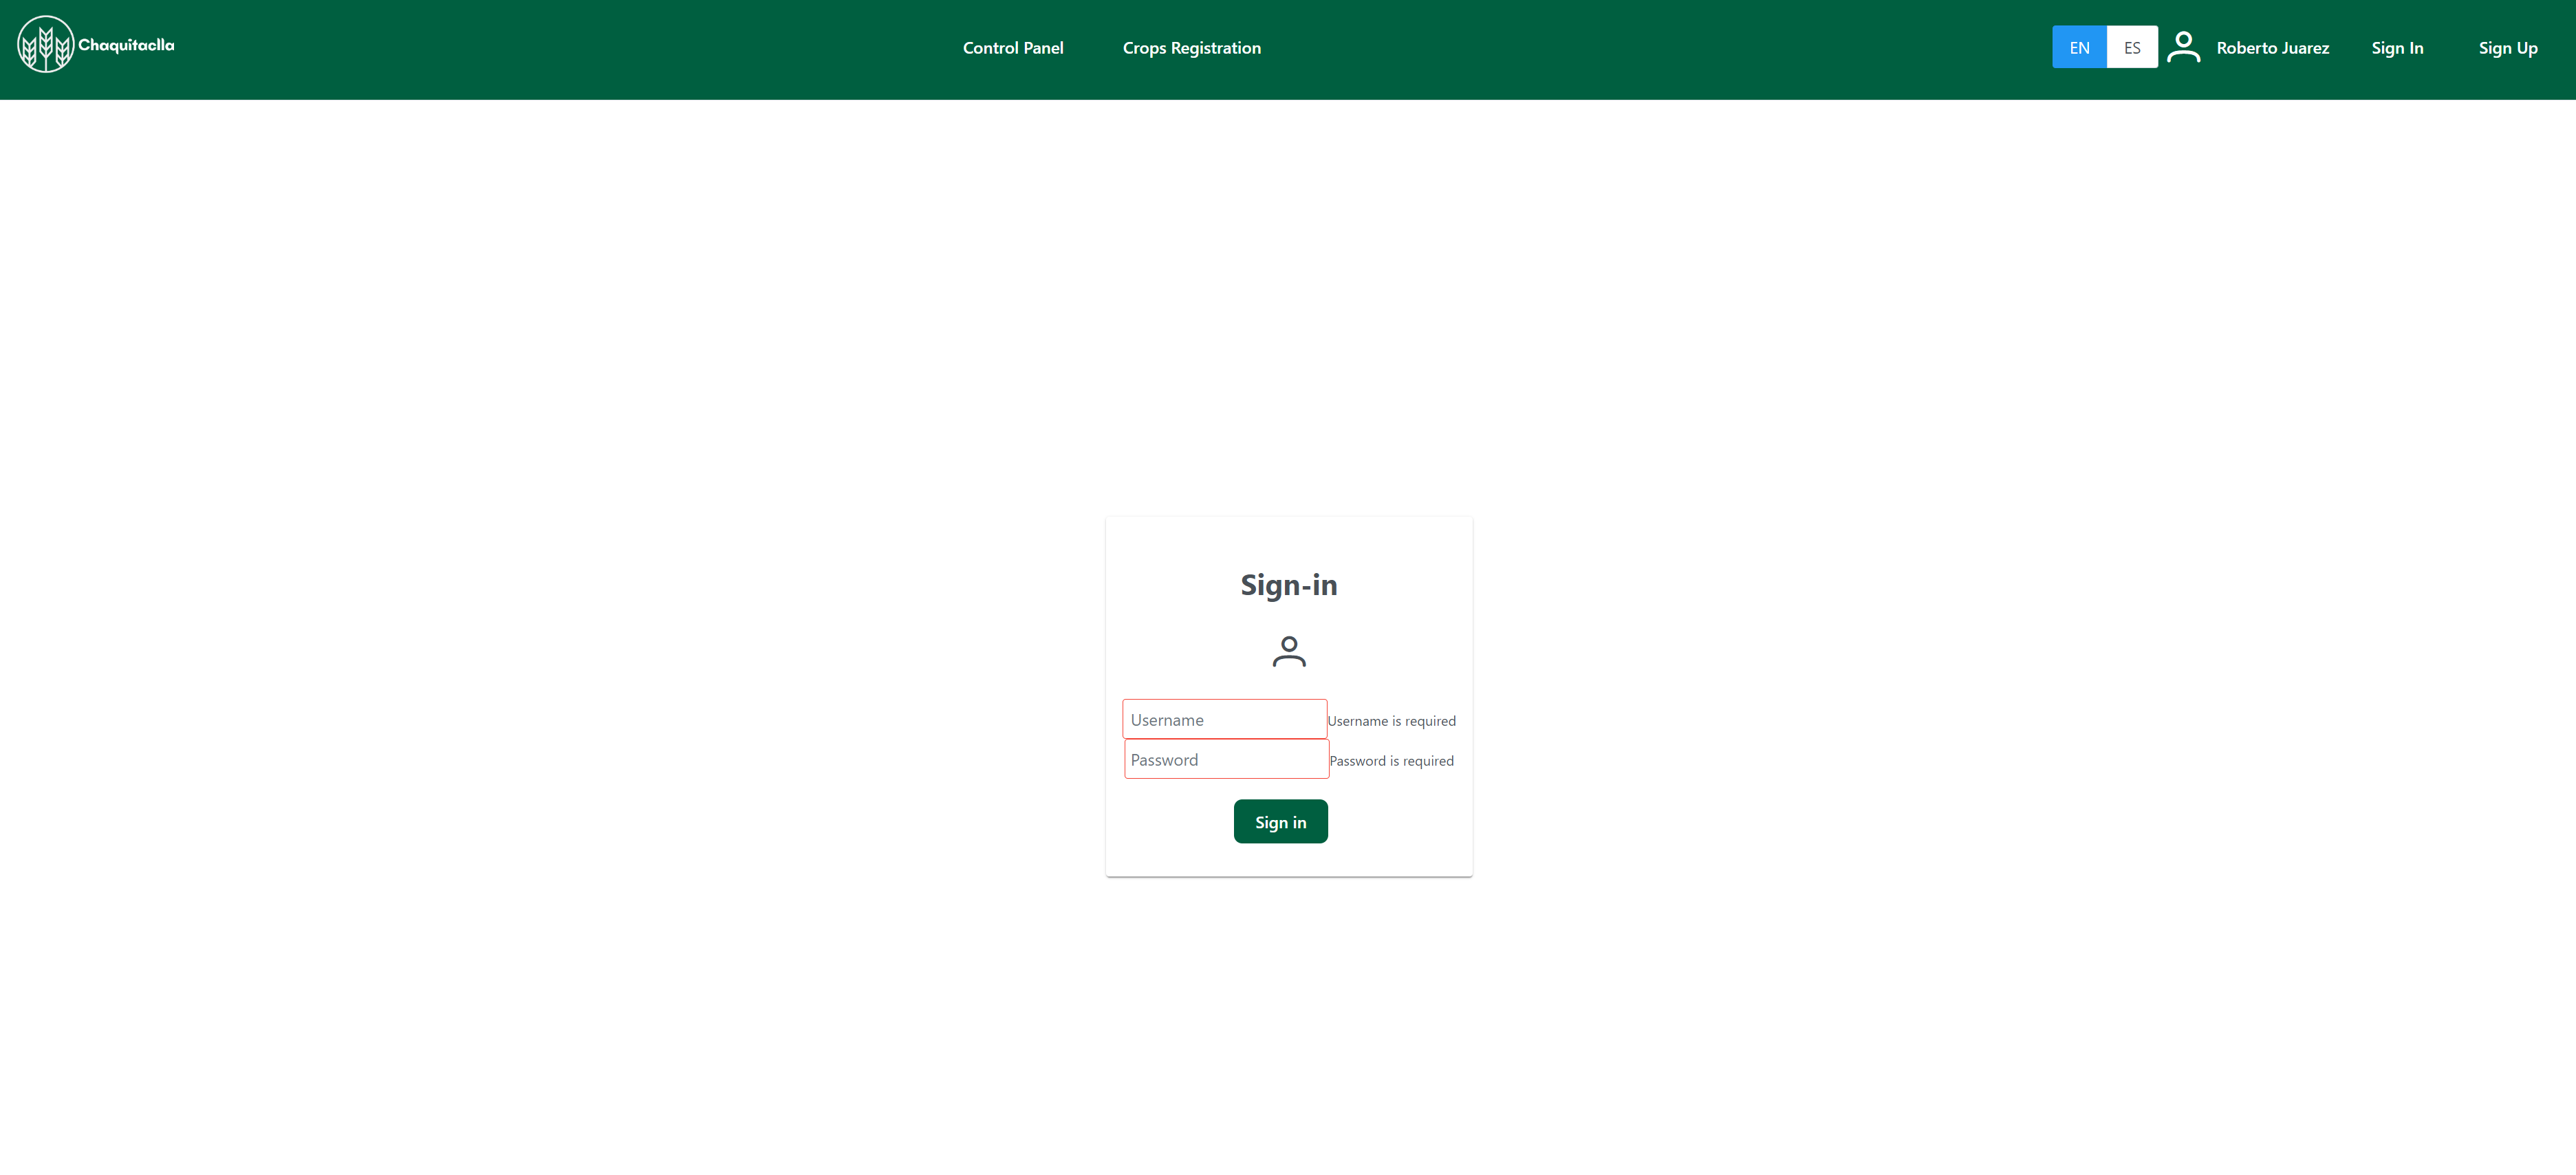 Chaquitaclla
Control Panel
Crops Registration
EN
ES
Roberto Juarez
Sign In
Sign Up
Sign-in
Username
Username is required
Password
Password is required
Sign in